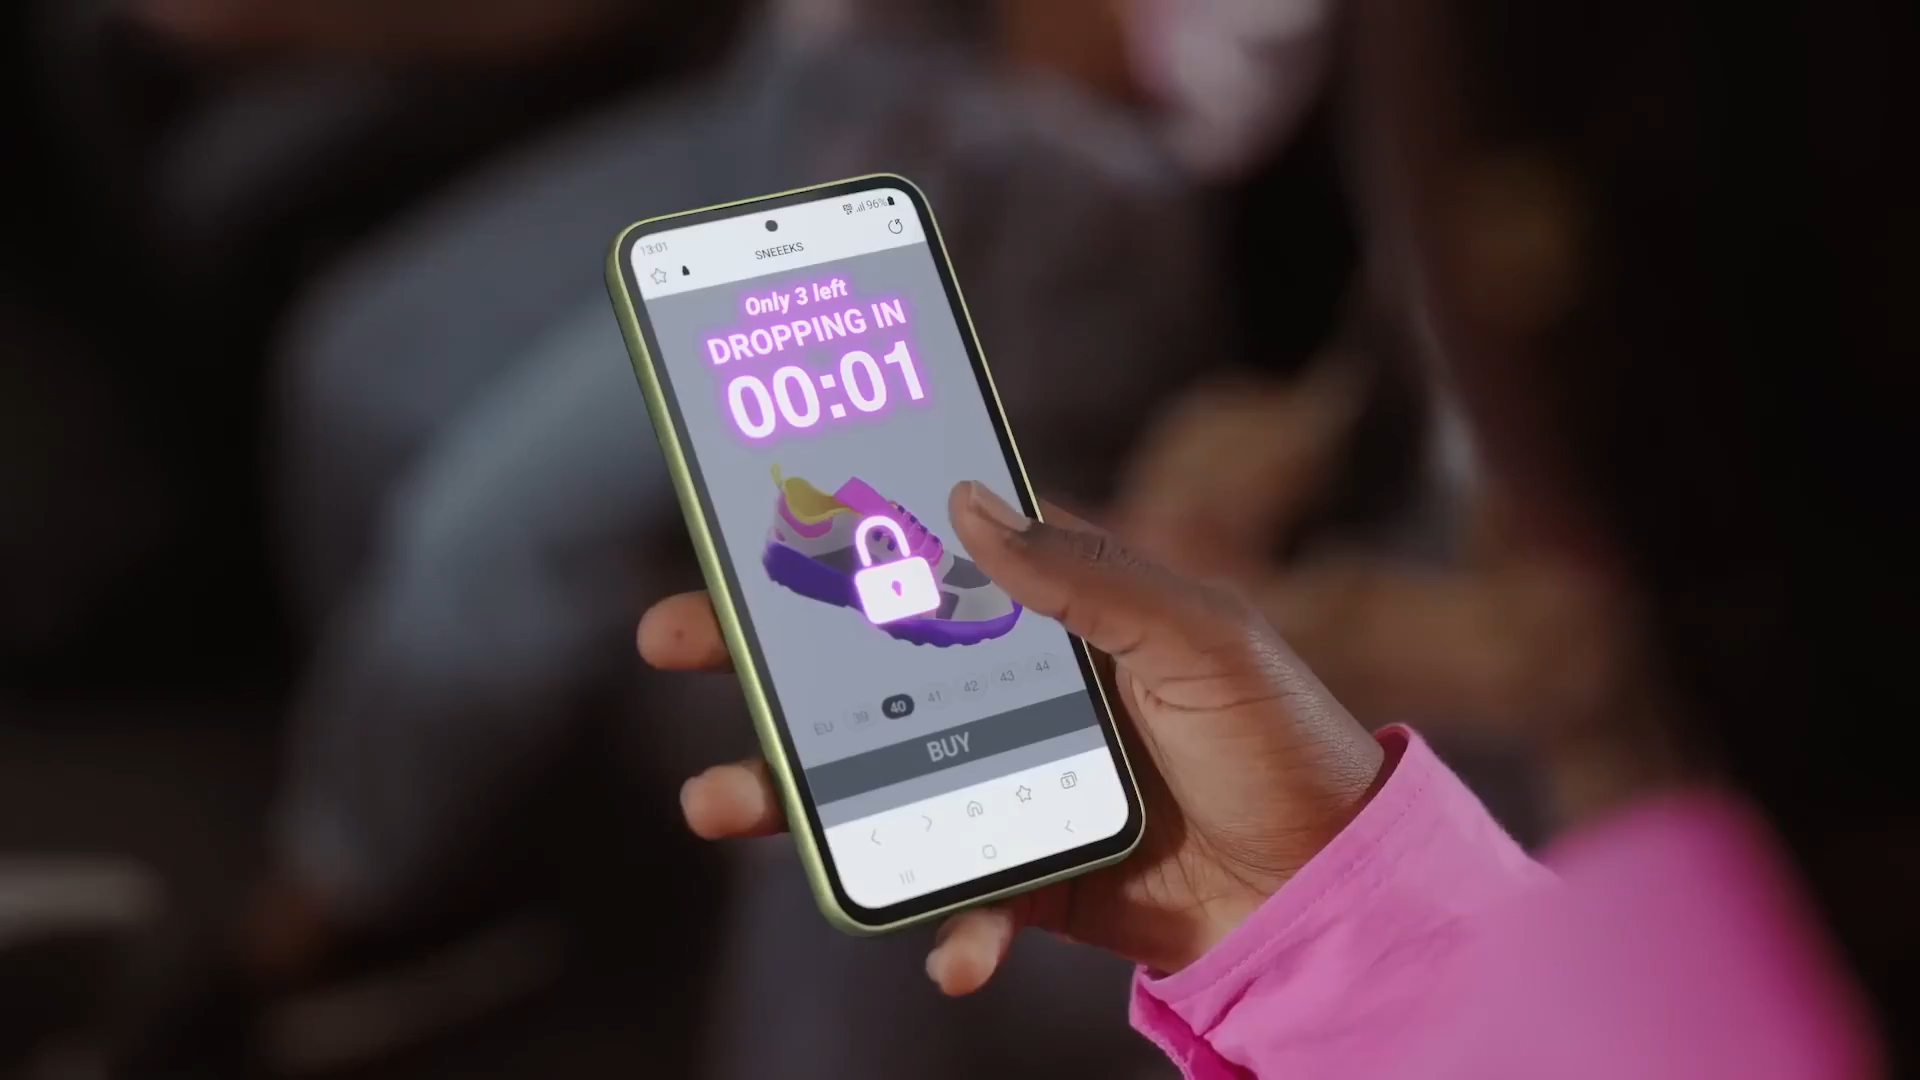 13:01
96%
SNEEEKS
Only 3 left
DROPPING IN
00:01
EU 39 40 41 42 43 44
BUY